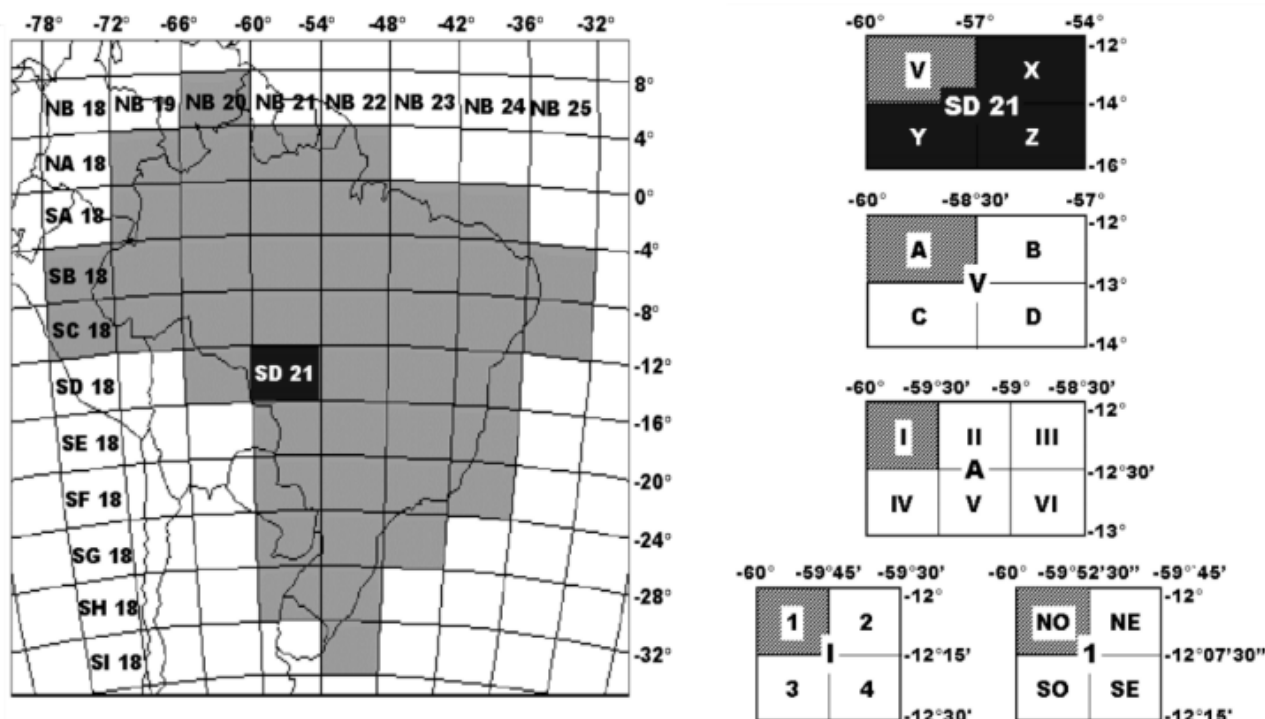 -78° -72° -66° -60° -54° -48° -42° -36° -32°
8°
NB 18 NB 19 NB 20 NB 21 NB 22 NB 23 NB 24 NB 25
4°
NA 18
0°
SA 18
-4°
SB 18
-8°
SC 18
-12°
SD 18 SD 21
-16°
SE 18
-20°
SF 18
-24°
SG 18
-28°
SH 18
-32°
SI 18
-60° -57° -54°
-12°
V X
SD 21 -14°
Y Z
-16°
-60° -58°30' -57°
-12°
A B
V -13°
C D
-14°
-60° -59°30' -59° -58°30'
-12°
I II III
A -12°30'
IV V VI
-13°
-60° -59°45' -59°30'
-12°
1 2
I -12°15'
3 4
-12°30'
-60° -59°52'30" -59°45'
-12°
NO NE
1 -12°07'30"
SO SE
-12°15'